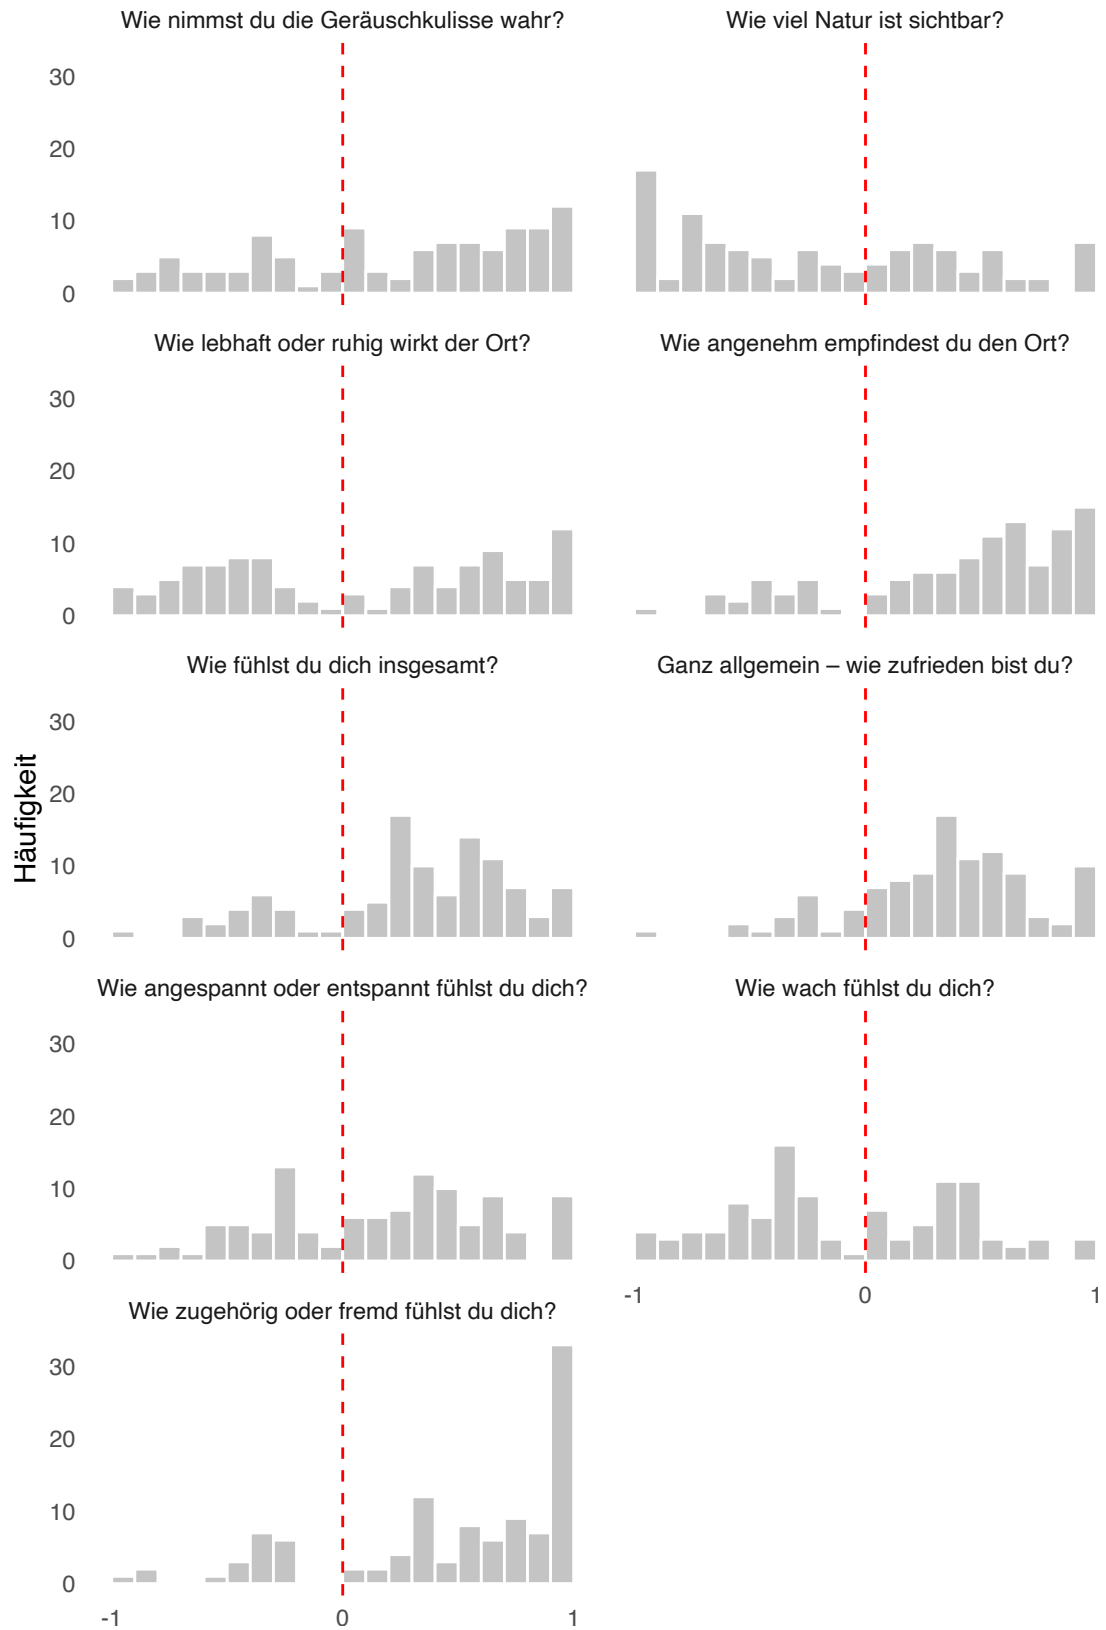 Wie nimmst du die Geräuschkulisse wahr?
Wie viel Natur ist sichtbar?
30
20
10
0
Wie lebhaft oder ruhig wirkt der Ort?
Wie angenehm empfindest du den Ort?
30
20
10
0
Wie fühlst du dich insgesamt?
Ganz allgemein – wie zufrieden bist du?
30
20
10
0
Häufigkeit
Wie angespannt oder entspannt fühlst du dich?
Wie wach fühlst du dich?
30
20
10
0
-1 0 1
Wie zugehörig oder fremd fühlst du dich?
30
20
10
0
-1 0 1